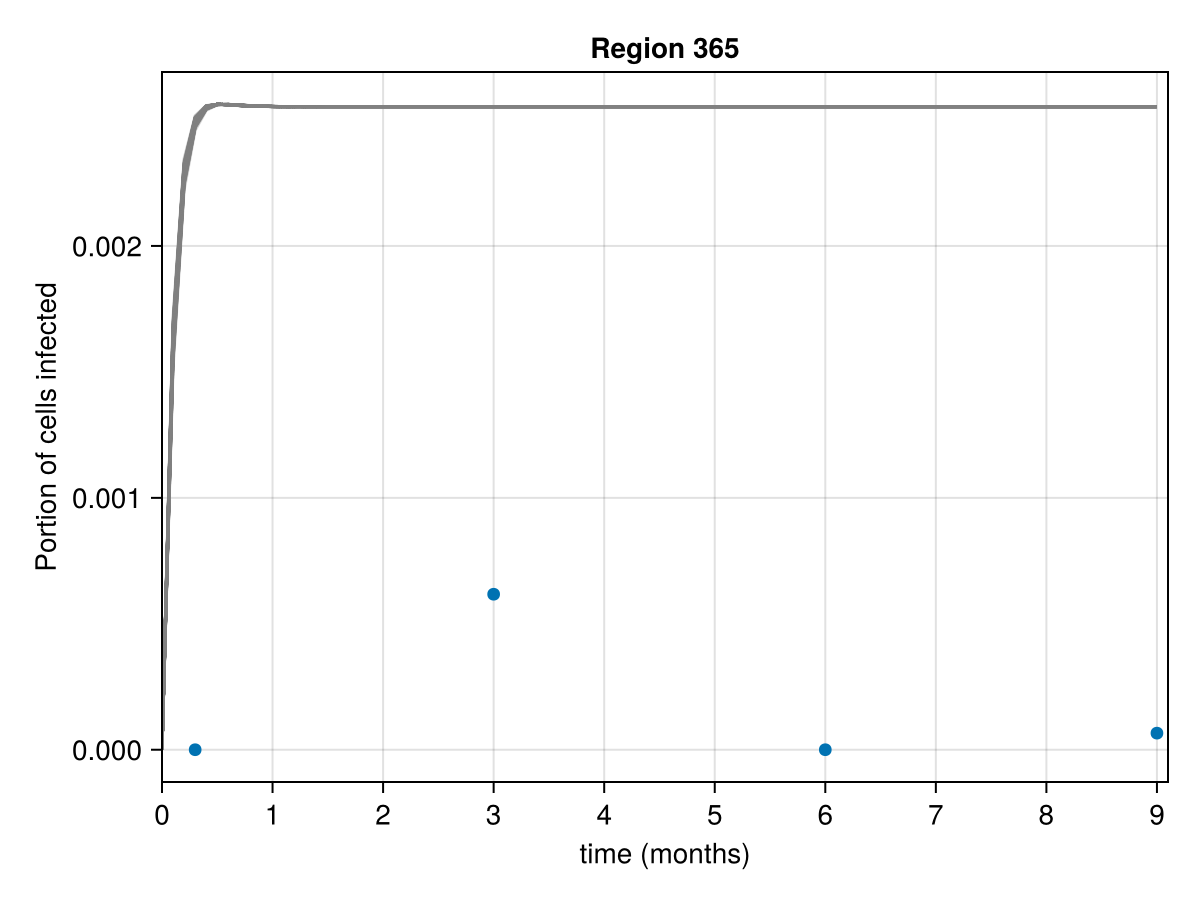 Region 365
Portion of cells infected
0.002
0.001
0.000
0 1 2 3 4 5 6 7 8 9
time (months)